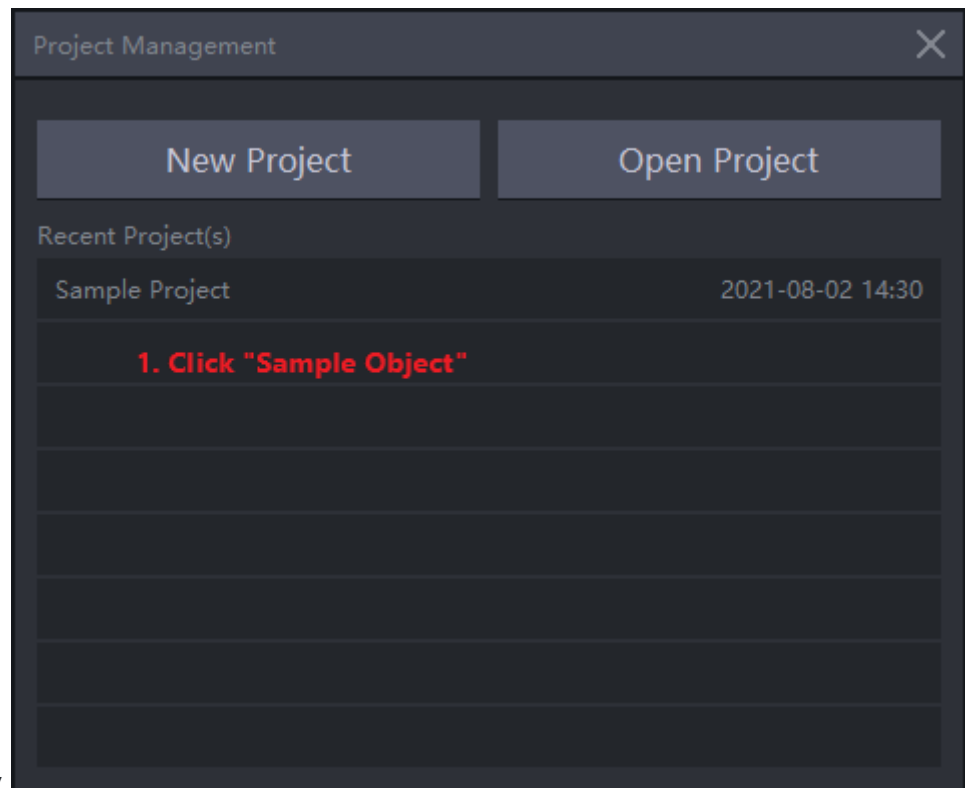 Project Management
New Project
Open Project
Recent Project(s)
Sample Project 2021-08-02 14:30
1. Click "Sample Object"